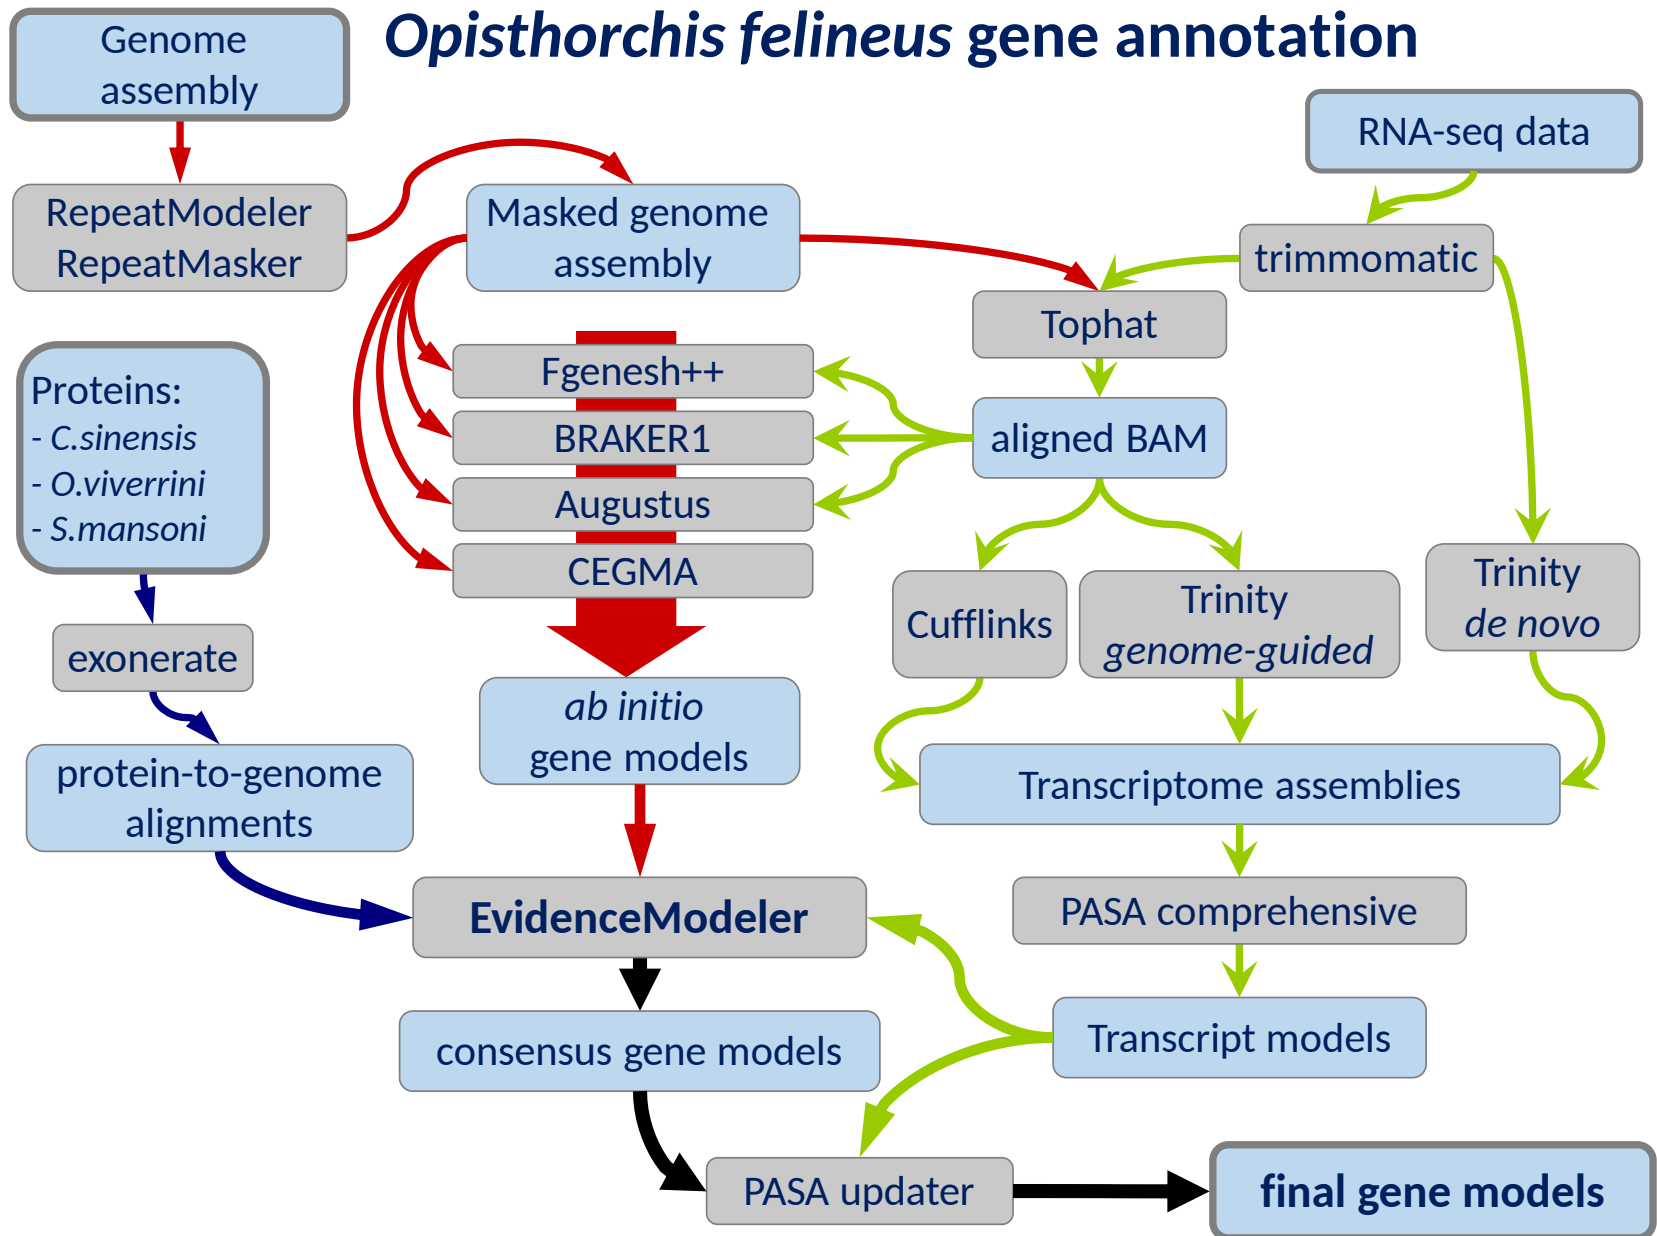 Opisthorchis felineus gene annotation
Genome
assembly
RNA-seq data
RepeatModeler
RepeatMasker
Masked genome
assembly
trimmomatic
Tophat
Proteins:
- C.sinensis
- O.viverrini
- S.mansoni
Fgenesh++
BRAKER1
Augustus
CEGMA
aligned BAM
Cufflinks
Trinity
genome-guided
Trinity
de novo
exonerate
ab initio
gene models
protein-to-genome
alignments
Transcriptome assemblies
EvidenceModeler
PASA comprehensive
consensus gene models
Transcript models
PASA updater
final gene models